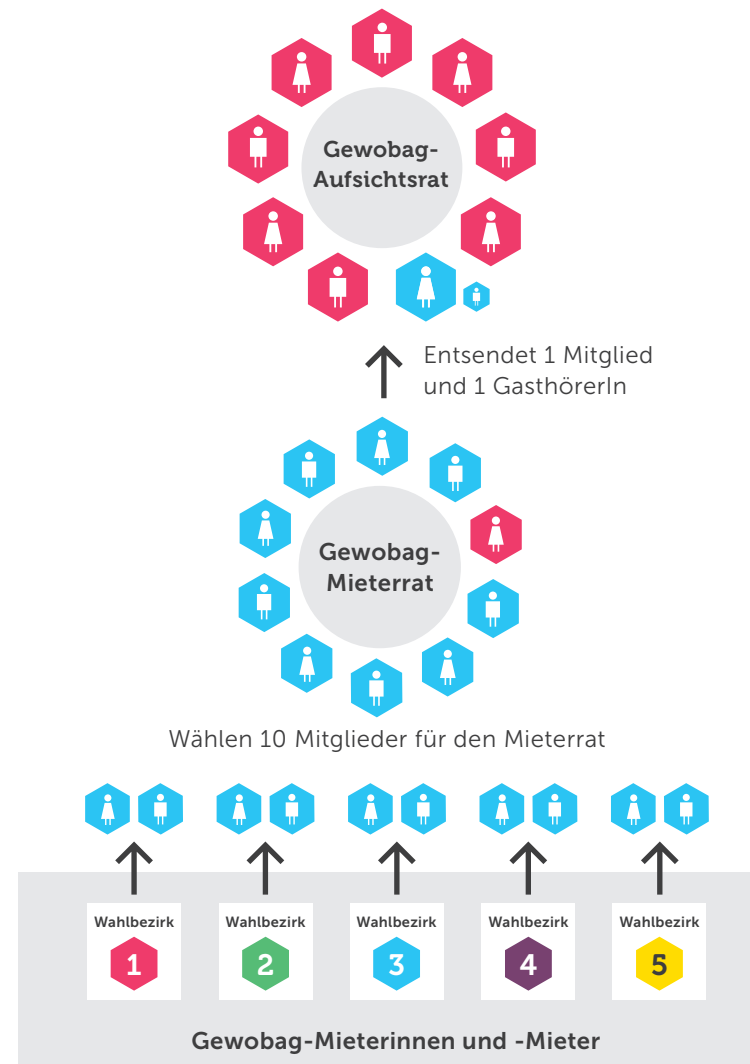 Gewobag-
Aufsichtsrat
Entsendet 1 Mitglied
und 1 GasthörerIn
Gewobag-
Mieterrat
Wählen 10 Mitglieder für den Mieterrat
Wahlbezirk
1
Wahlbezirk
2
Wahlbezirk
3
Wahlbezirk
4
Wahlbezirk
5
Gewobag-Mieterinnen und -Mieter